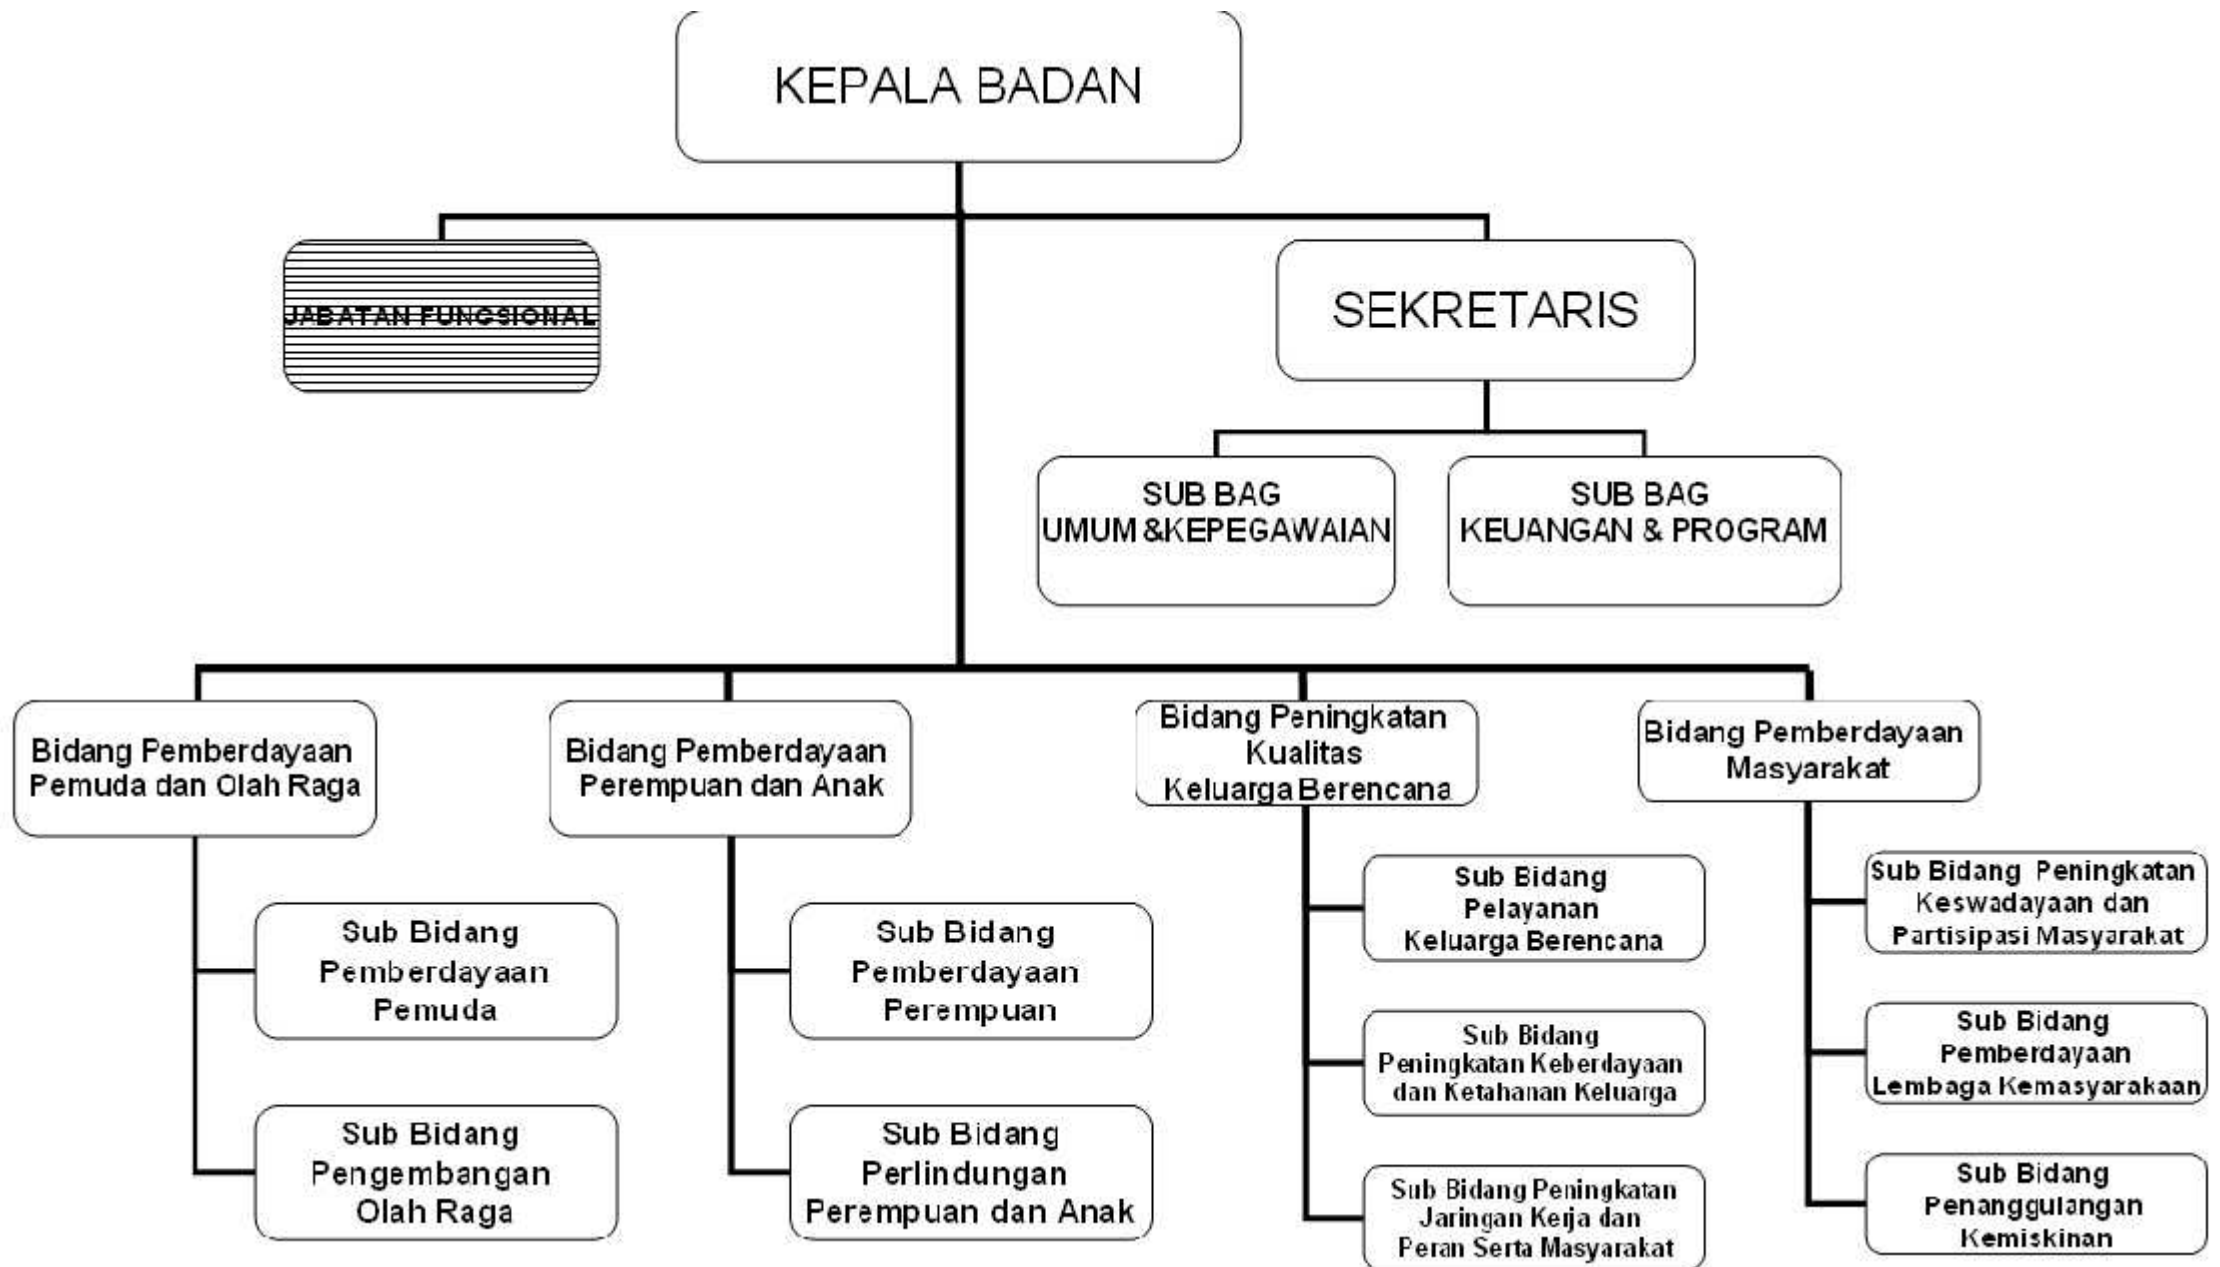 KEPALA BADAN
JABATAN FUNGSIONAL
SEKRETARIS
SUB BAG
UMUM &KEPEGAWAIAN
SUB BAG
KEUANGAN & PROGRAM
Bidang Pemberdayaan
Pemuda dan Olah Raga
Bidang Pemberdayaan
Perempuan dan Anak
Bidang Peningkatan
Kualitas
Keluarga Berencana
Bidang Pemberdayaan
Masyarakat
Sub Bidang
Pemberdayaan
Pemuda
Sub Bidang
Pengembangan
Olah Raga
Sub Bidang
Pemberdayaan
Perempuan
Sub Bidang
Perlindungan
Perempuan dan Anak
Sub Bidang
Pelayanan
Keluarga Berencana
Sub Bidang
Peningkatan Keberdayaan
dan Ketahanan Keluarga
Sub Bidang Peningkatan
Jaringan Kerja dan
Peran Serta Masyarakat
Sub Bidang Peningkatan
Keswadayaan dan
Partisipasi Masyarakat
Sub Bidang
Pemberdayaan
Lembaga Kemasyarakaan
Sub Bidang
Penanggulangan
Kemiskinan